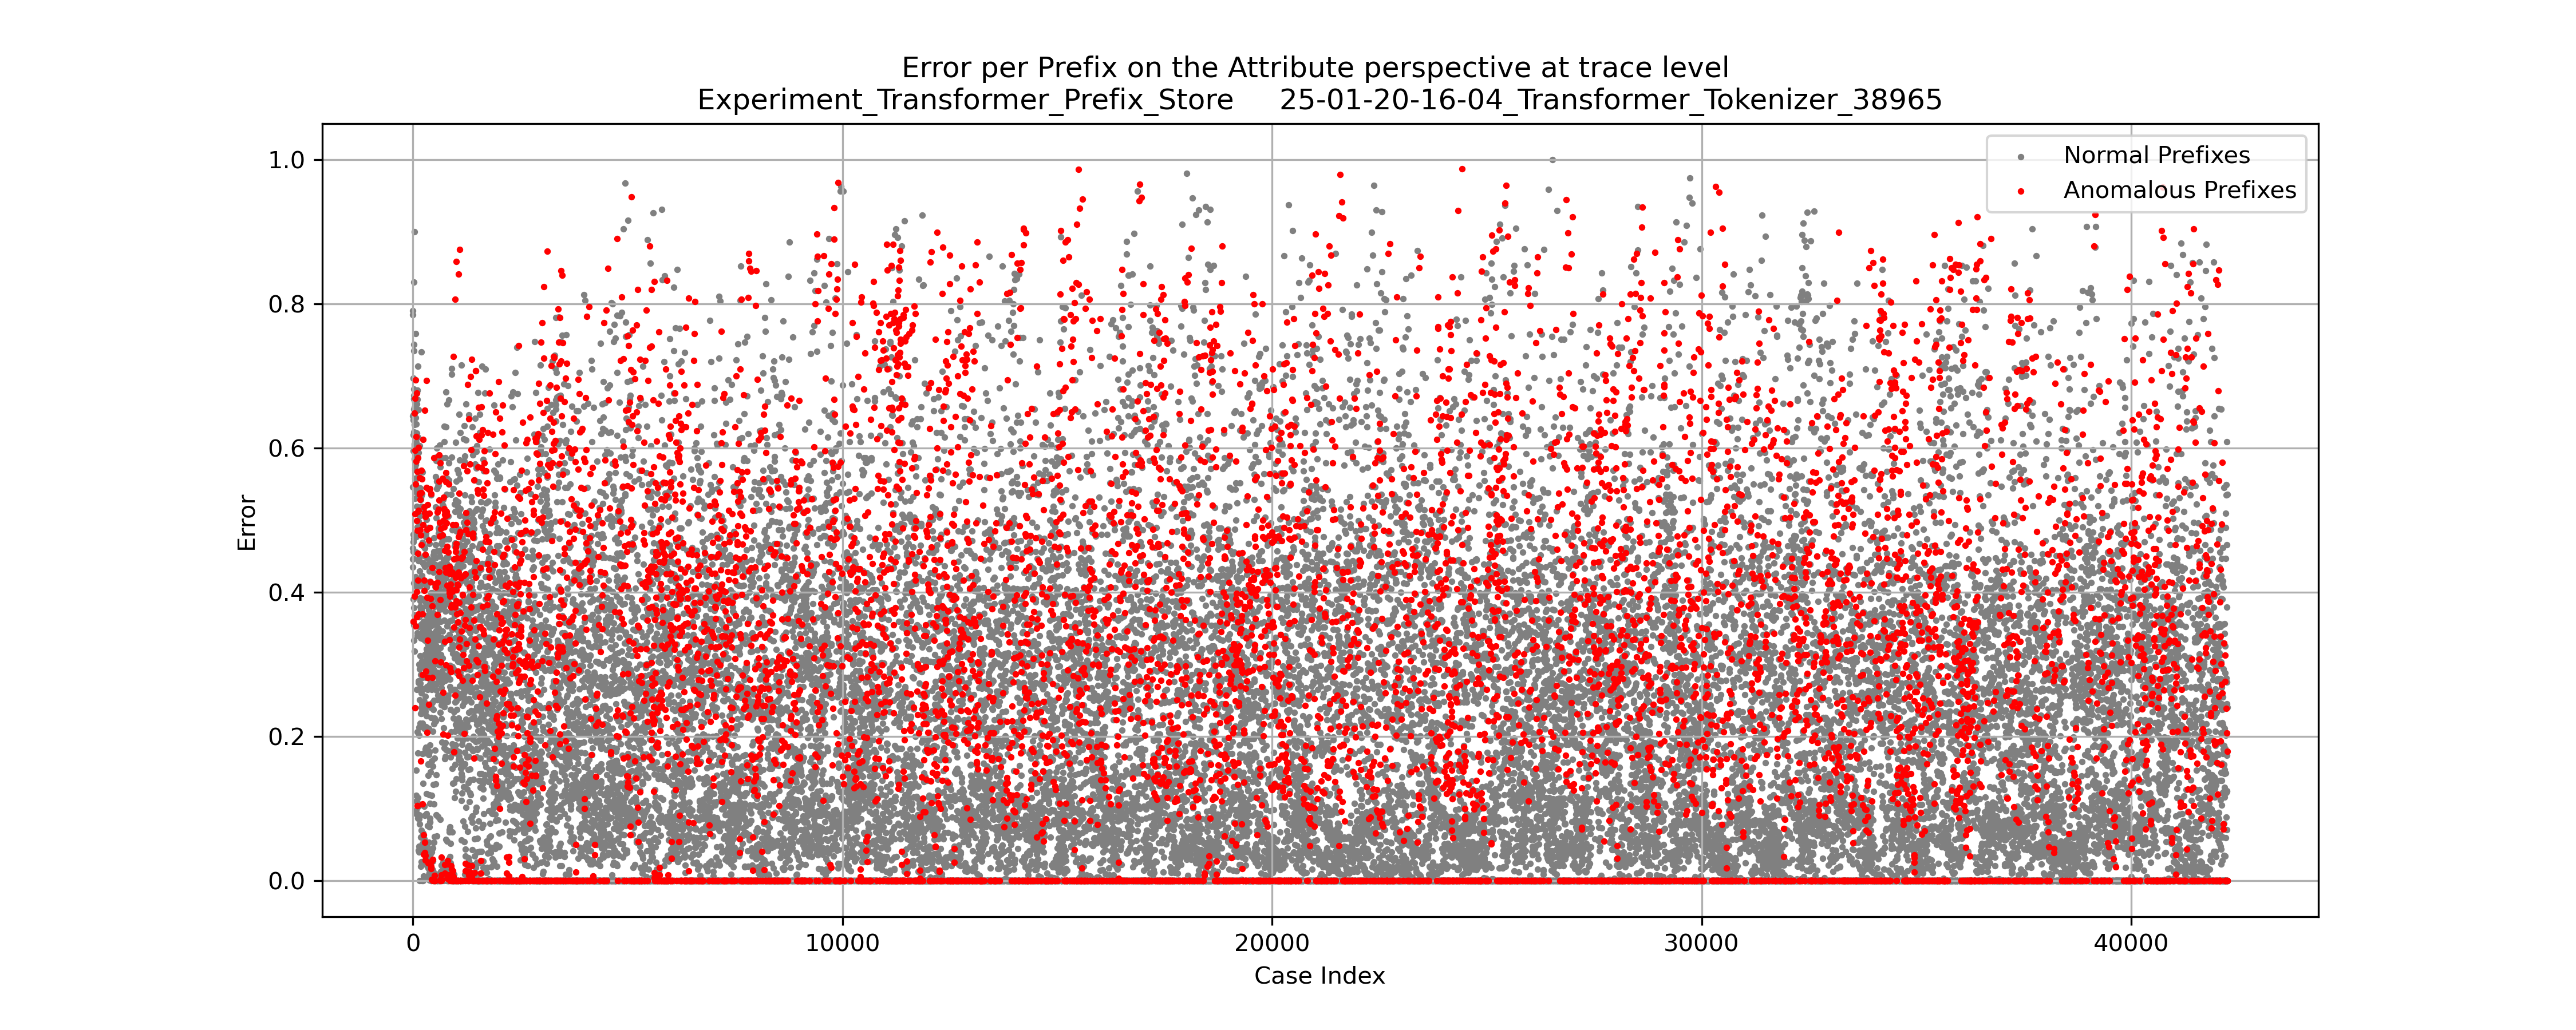 Error per Prefix on the Attribute perspective at trace level
Experiment_Transformer_Prefix_Store 25-01-20-16-04_Transformer_Tokenizer_38965
Normal Prefixes
Anomalous Prefixes
1.0
0.8
0.6
0.4
0.2
0.0
Error
0 10000 20000 30000 40000
Case Index